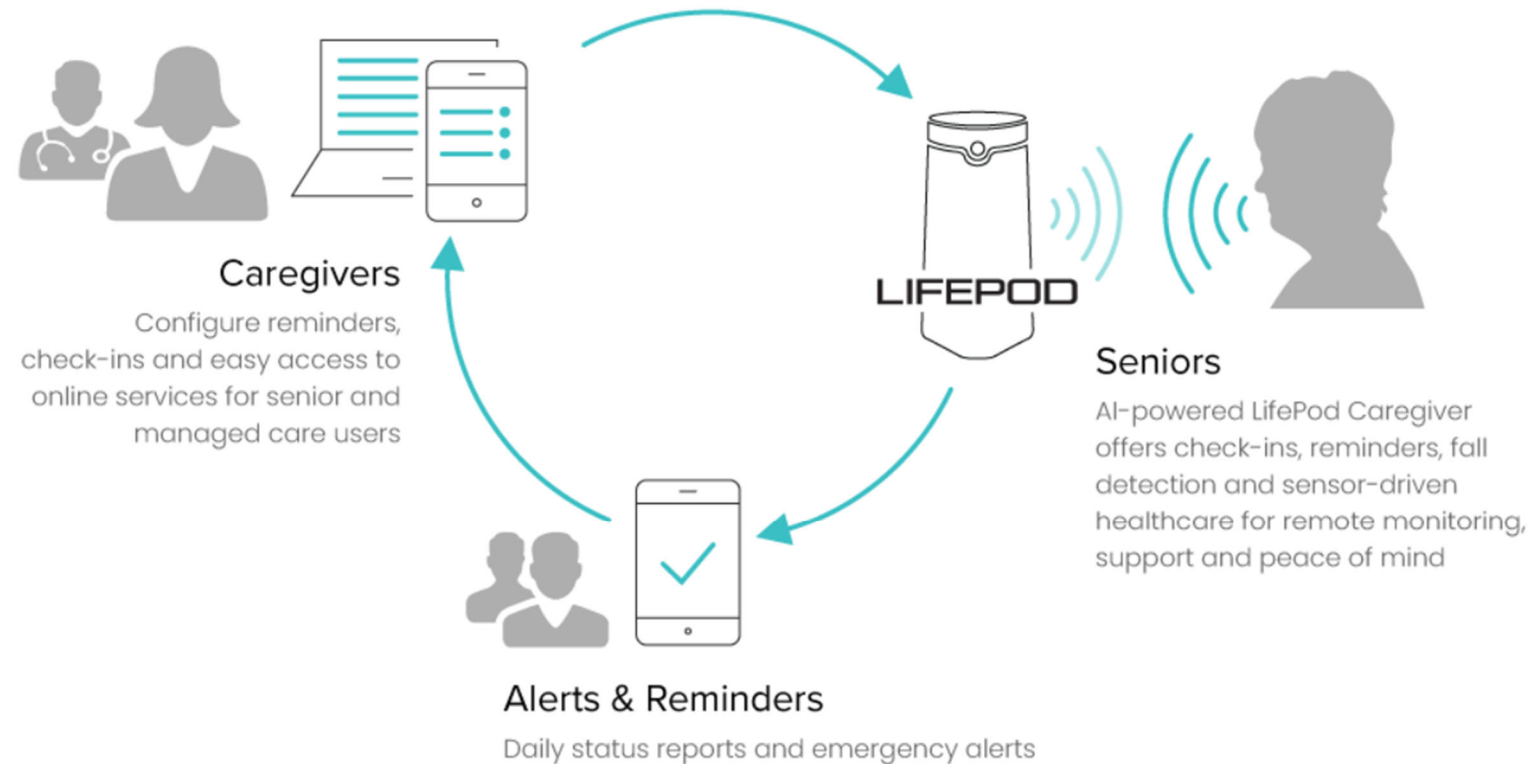 Caregivers
Configure reminders,
check-ins and easy access to
online services for senior and
managed care users
LIFEPOD
Seniors
AI-powered LifePod Caregiver
offers check-ins, reminders, fall
detection and sensor-driven
healthcare for remote monitoring,
support and peace of mind
Alerts & Reminders
Daily status reports and emergency alerts